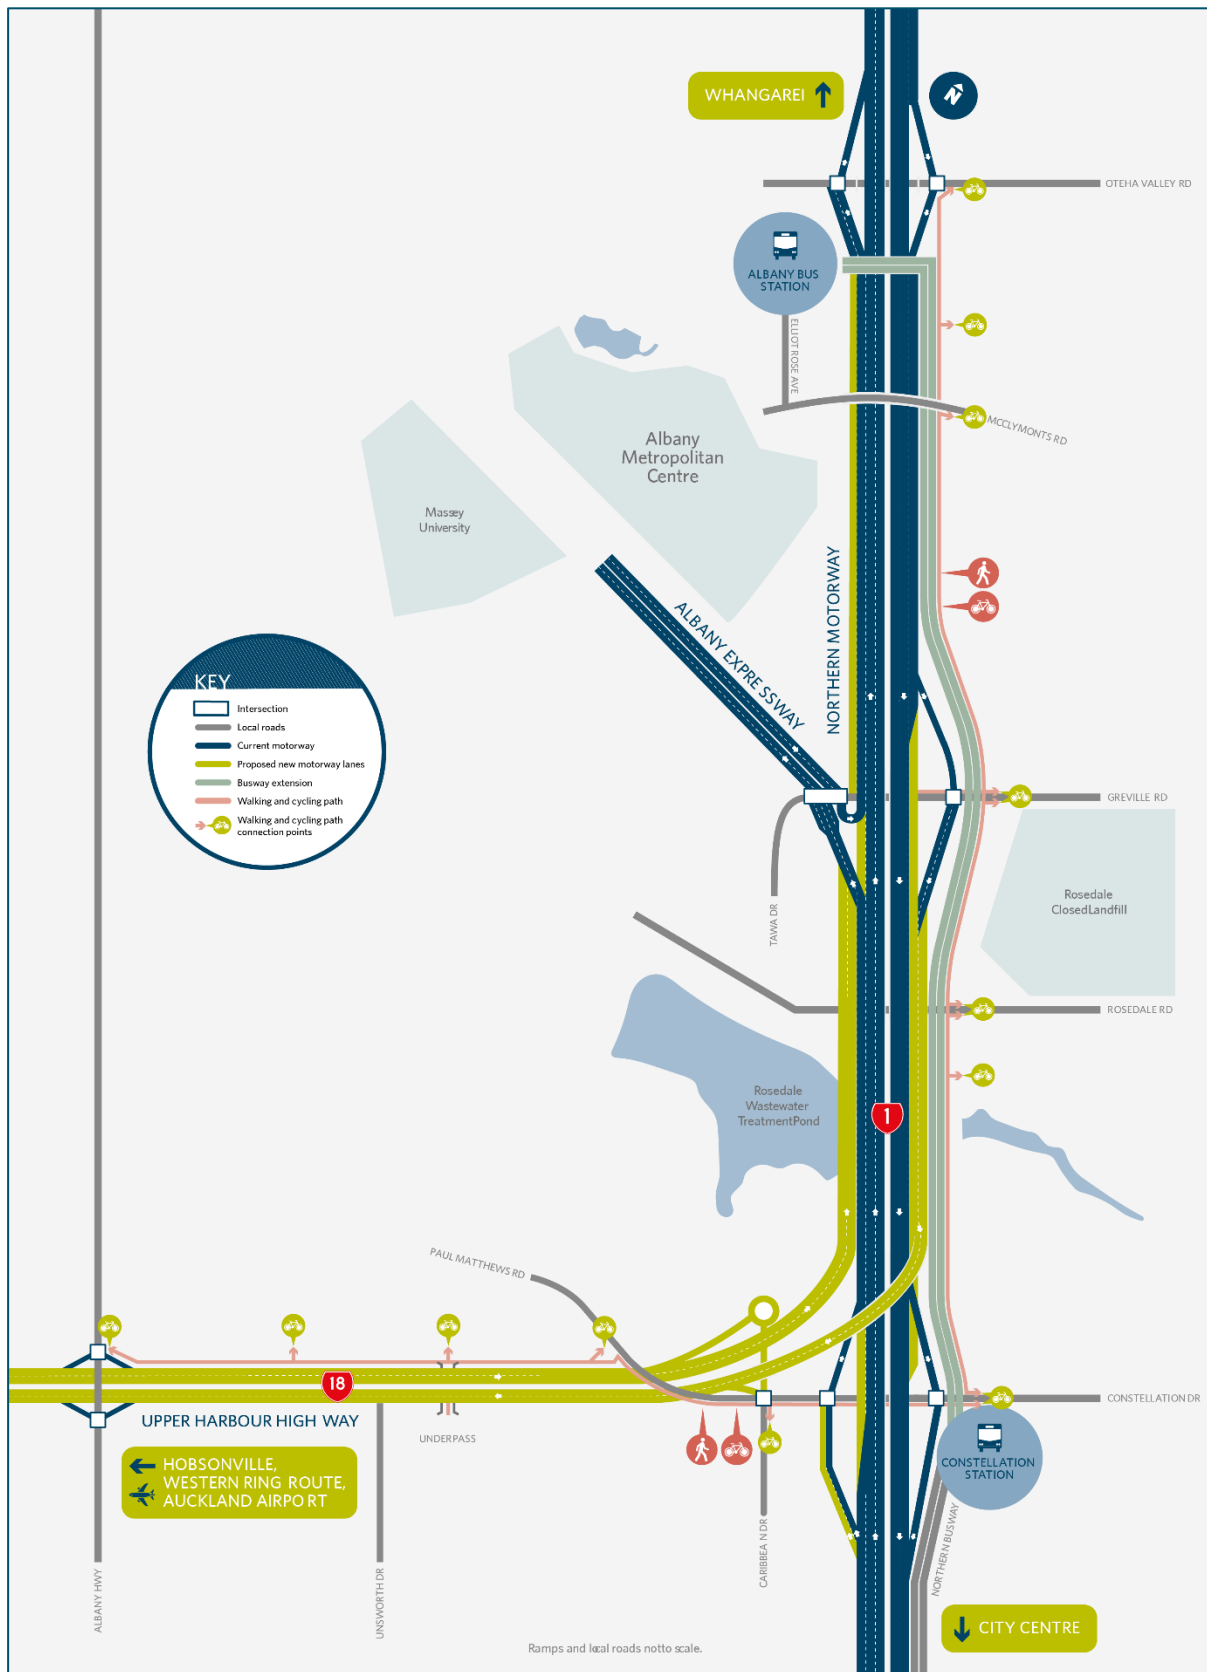 WHANGAREI
N
OTEHA VALLEY RD
ALBANY BUS
STATION
ELLIOT ROSE AVE
MCCLYMONTS RD
Albany
Metropolitan
Centre
Massey
University
NORTHERN MOTORWAY
ALBANY EXPRE SSWAY
KEY
Intersection
Local roads
Current motorway
Proposed new motorway lanes
Busway extension
Walking and cycling path
Walking and cycling path
connection points
GREVILLE RD
TAWA DR
Rosedale
ClosedLandfill
ROSEDALE RD
Rosedale
Wastewater
TreatmentPond
1
PAUL MATTHEWS RD
18
CONSTELLATION DR
UPPER HARBOUR HIGH WAY
UNDERPASS
HOBSONVILLE,
WESTERN RING ROUTE,
AUCKLAND AIRPO RT
CONSTELLATION
STATION
ALBANY HWY
UNSWORTH DR
CARIBBEA N DR
NORTHERN BUSWAY
CITY CENTRE
Ramps and local roads notto scale.